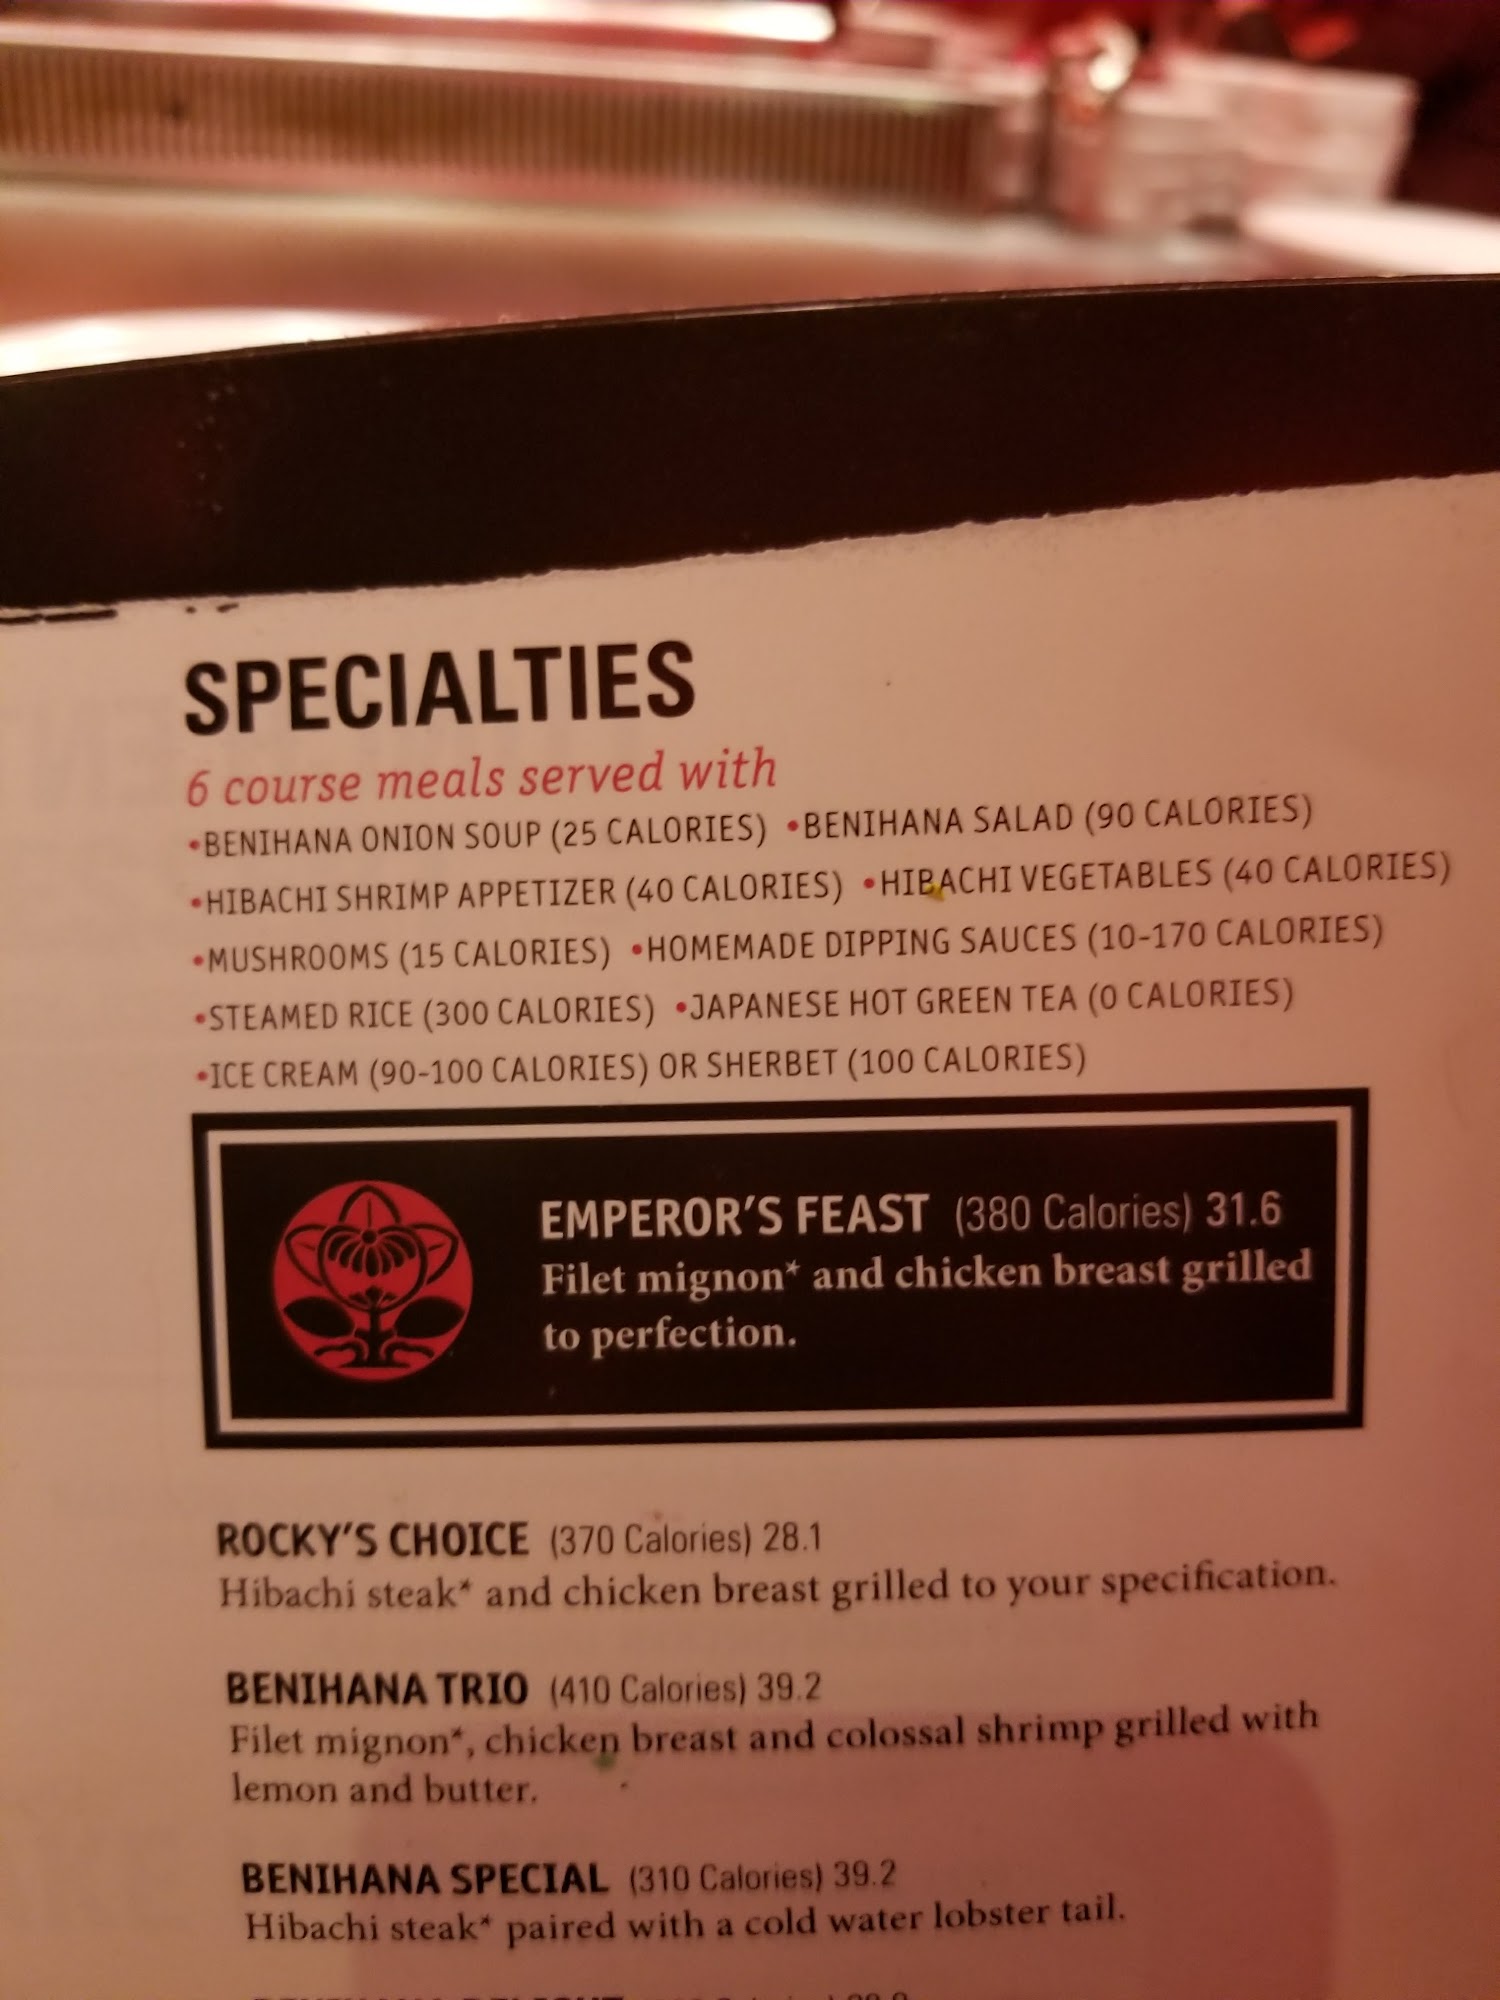 SPECIALTIES
6 course meals served with
•BENIHANA ONION SOUP (25 CALORIES) •BENIHANA SALAD (90 CALORIES)
•HIBACHI SHRIMP APPETIZER (40 CALORIES) •HIBACHI VEGETABLES (40 CALORIES)
•MUSHROOMS (15 CALORIES) •HOMEMADE DIPPING SAUCES (10-170 CALORIES)
•STEAMED RICE (300 CALORIES) •JAPANESE HOT GREEN TEA (0 CALORIES)
•ICE CREAM (90-100 CALORIES) OR SHERBET (100 CALORIES)
EMPEROR'S FEAST (380 Calories) 31.6
Filet mignon* and chicken breast grilled
to perfection.
ROCKY'S CHOICE (370 Calories) 28.1
Hibachi steak* and chicken breast grilled to your specification.
BENIHANA TRIO (410 Calories) 39.2
Filet mignon*, chicken breast and colossal shrimp grilled with
lemon and butter.
BENIHANA SPECIAL (310 Calories) 39.2
Hibachi steak* paired with a cold water lobster tail.